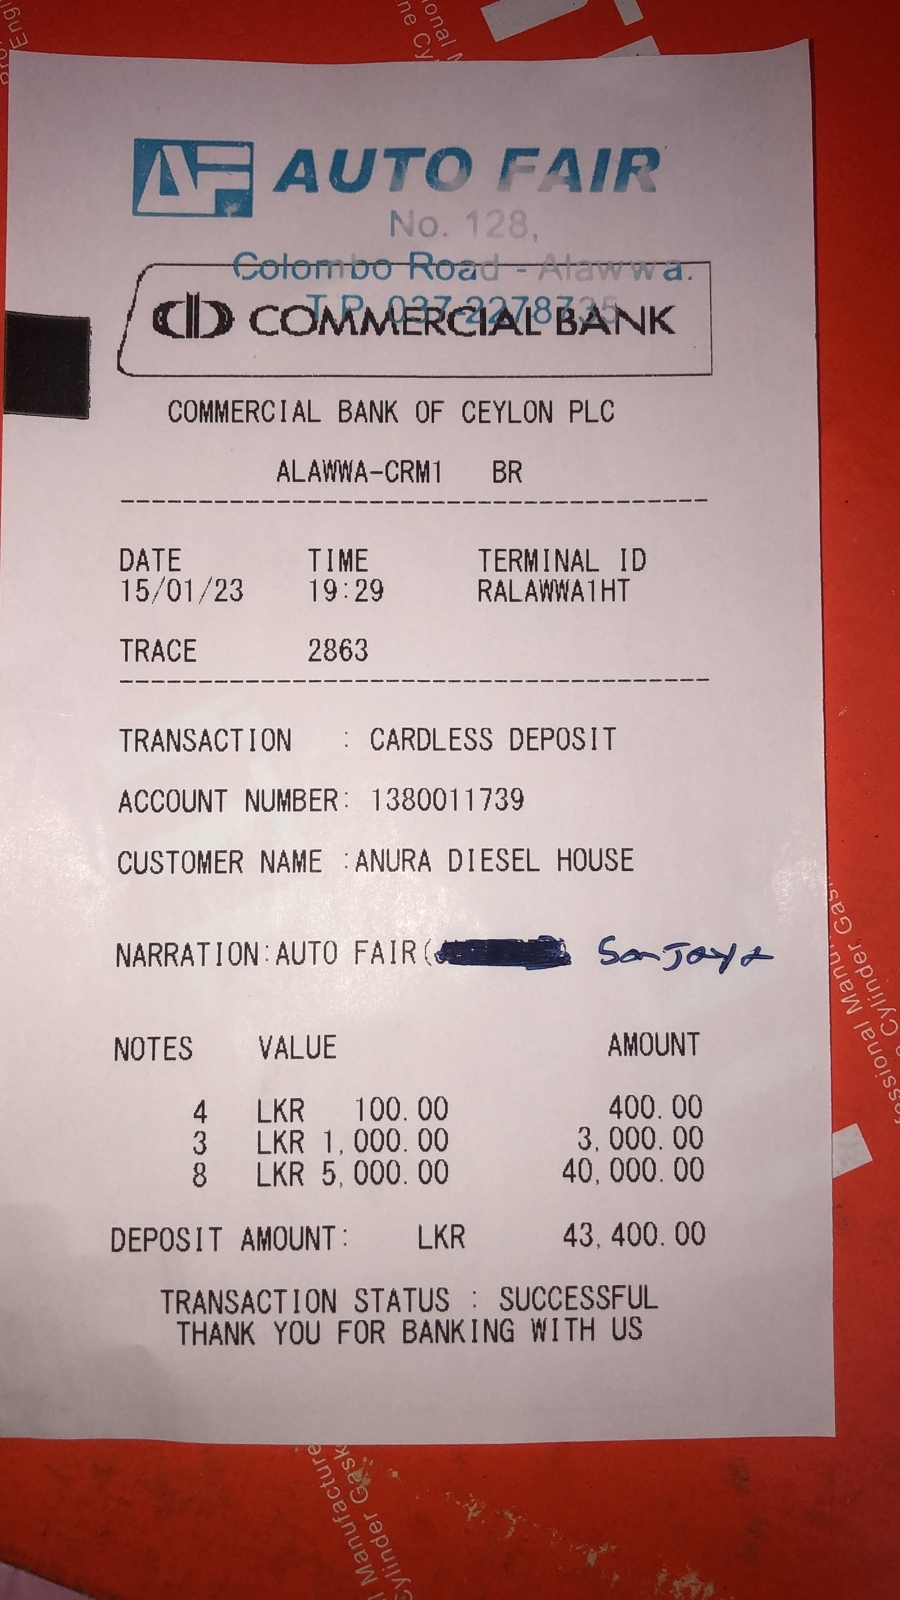 AF AUTO FAIR
No. 128,
Colombo Road - Alawwa.
T.P. 037-2278735
COMMERCIAL BANK
COMMERCIAL BANK OF CEYLON PLC
ALAWWA-CRM1 BR
DATE TIME TERMINAL ID
15/01/23 19:29 RALAWWA1HT
TRACE 2863
TRANSACTION : CARDLESS DEPOSIT
ACCOUNT NUMBER: 1380011739
CUSTOMER NAME :ANURA DIESEL HOUSE
NARRATION:AUTO FAIR( Sanjaya
NOTES VALUE AMOUNT
4 LKR 100.00 400.00
3 LKR 1,000.00 3,000.00
8 LKR 5,000.00 40,000.00
DEPOSIT AMOUNT: LKR 43,400.00
TRANSACTION STATUS : SUCCESSFUL
THANK YOU FOR BANKING WITH US